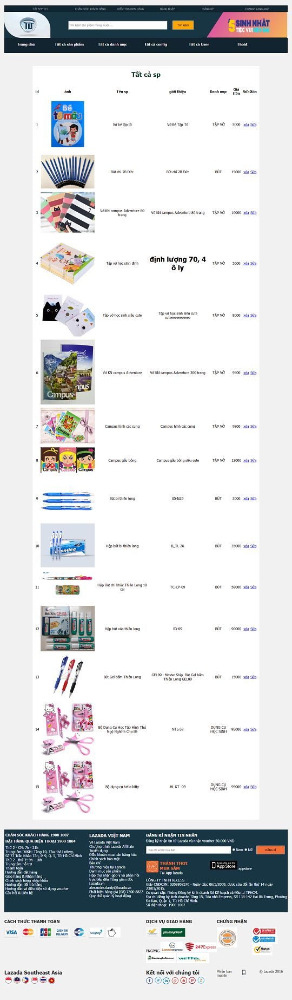 TẢI APP TLT CHĂM SÓC KHÁCH HÀNG KIỂM TRA ĐƠN HÀNG ĐĂNG NHẬP ĐĂNG KÝ CHANGE LANGUAGE
TLT
Tìm kiếm sản phẩm mong muốn ... Tìm kiếm
5 SINH NHẬT
TIỆC VUI
Trang chủ Tất cả sản phẩm Tất cả danh mục Tất cả config Tất cả User Thoát
Tất cả sp
id ảnh Tên sp giới thiệu Danh mục Giá tiền Sửa Xóa
Bé tô màu
1 Vở bé tập tô Vở Bé Tập Tô TẬP VỞ 5000 xóa Sửa
2 Bút chì 2B Đức Bút chì 2B Đức BÚT 15000 xóa Sửa
3 Vở KN campus Adventure 80 trang Vở KN campus Adventure 80 trang TẬP VỞ 10000 xóa Sửa
4 Tập vở học sinh định định lượng 70, 4 ô ly TẬP VỞ 5600 xóa Sửa
5 Tập vở học sinh siêu cute Tập vở học sinh siêu cute cuteeeeeeeeeee TẬP VỞ 8000 xóa Sửa
Campus Campus
6 Vở KN campus Adventure Vở KN campus Adventure 200 trang TẬP VỞ 9500 xóa Sửa
Campus
7 Campus hình các cung Campus hình các cung TẬP VỞ 9800 xóa Sửa
Campus Campus Campus
8 Campus gấu bông Campus gấu bông siêu cute TẬP VỞ 12000 xóa Sửa
9 Bút bi thiên long 05-N29 BÚT 3000 xóa Sửa
10 Hộp bút bi thiên long B_TL-26 BÚT 35000 xóa Sửa
11 Hộp Bút chì khúc Thiên Long 10 cái TC-CP-09 BÚT 58000 xóa Sửa
Bút Xóa CP-02
12 Hộp bút xóa thiên long BX-09 BÚT 90000 xóa Sửa
13 Bút Gel bấm Thiên Long GEL09 - Master Ship Bút Gel bấm Thiên Long GEL09 BÚT 15000 xóa Sửa
14 Bộ Dụng Cụ Học Tập Hình Thú Ngộ Nghĩnh Cho Bé NTL-59 DỤNG CỤ HỌC SINH 95000 xóa Sửa
15 Bộ dụng cụ hello kitty HL KT -09 DỤNG CỤ HỌC SINH 99000 xóa Sửa
CHĂM SÓC KHÁCH HÀNG 1900 1007
ĐẶT HÀNG QUA ĐIỆN THOẠI 1900 1004
Thứ 2 - CN: 7h - 21h
Trung tâm DVKH: Tầng 10, Tòa nhà Lottery,
Số 77 Trần Nhân Tôn, P. 9, Q. 5, TP. Hồ Chí Minh
Thứ 2 - thứ 7: 9h - 18h
Trung tâm hỗ trợ
Thanh toán
Hướng dẫn đặt hàng
Giao hàng & Nhận hàng
Chính sách hàng nhập khẩu
Hướng dẫn đổi trả hàng
Hướng dẫn và điều kiện sử dụng voucher
Câu hỏi & Liên hệ
LAZADA VIỆT NAM
Về Lazada Việt Nam
Chương trình Lazada Affiliate
Tuyển dụng
Điều khoản mua bán hàng hóa
Chính sách bảo mật
Báo chí
Thương hiệu tại Lazada
Danh mục sản phẩm
Hộp thư nhận góp ý và phản hồi
trực tiếp đến Tổng giám đốc
Lazada.vn
alexandre.dardy@lazada.vn
Phát hiện hàng giả (08) 7300 8822
Quy chế quản lý hoạt động
ĐĂNG KÍ NHẬN TIN NHẮN
Đăng ký nhận tin từ Lazada và nhận voucher 50.000 VND
Địa chỉ email của bạn Nam Nữ ĐĂNG KÍ
THẢNH THƠI
MUA SẮM
Tải App lazada
Available on the
App Store
appstore
CÔNG TY TNHH RECESS
Giấy CNĐKDN: 0308808576 - Ngày cấp: 06/5/2009, được sửa đổi lần thứ 14 ngày
23/01/2015.
Cơ quan cấp: Phòng Đăng ký kinh doanh Sở Kế hoạch và Đầu tư TPHCM.
Địa chỉ đăng ký kinh doanh: Tầng 15, Tòa nhà Empress, Số 138-142 Hai Bà Trưng, Phường
Đa Kao, Quận 1, TP. Hồ Chí Minh.
Số điện thoại: 1900 1007
CÁCH THỨC THANH TOÁN
VISA JCB CASH ON DELIVERY 123pay
DỊCH VỤ GIAO HÀNG
giaohangnhanh
PNGPNG Lazada express 247Express
Giaohangtietkiem.vn VIETTEL
CHỨNG NHẬN
ĐÃ ĐĂNG KÝ
Norton
Lazada Southeast Asia
Kết nối với chúng tôi
Phiên bản
mobile
© Lazada 2016